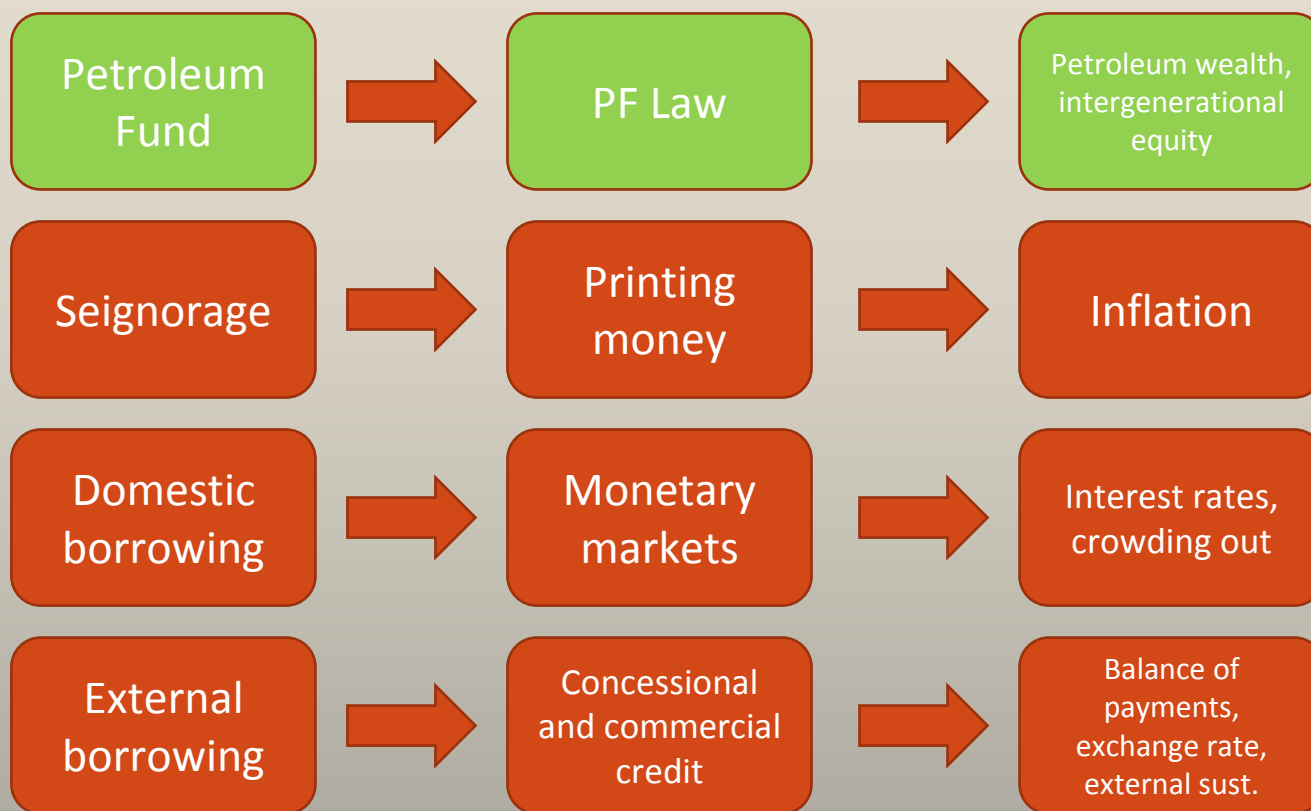 Petroleum
Fund
PF Law
Petroleum wealth,
intergenerational
equity
Seignorage
Printing
money
Inflation
Domestic
borrowing
Monetary
markets
Interest rates,
crowding out
External
borrowing
Concessional
and commercial
credit
Balance of
payments,
exchange rate,
external sust.